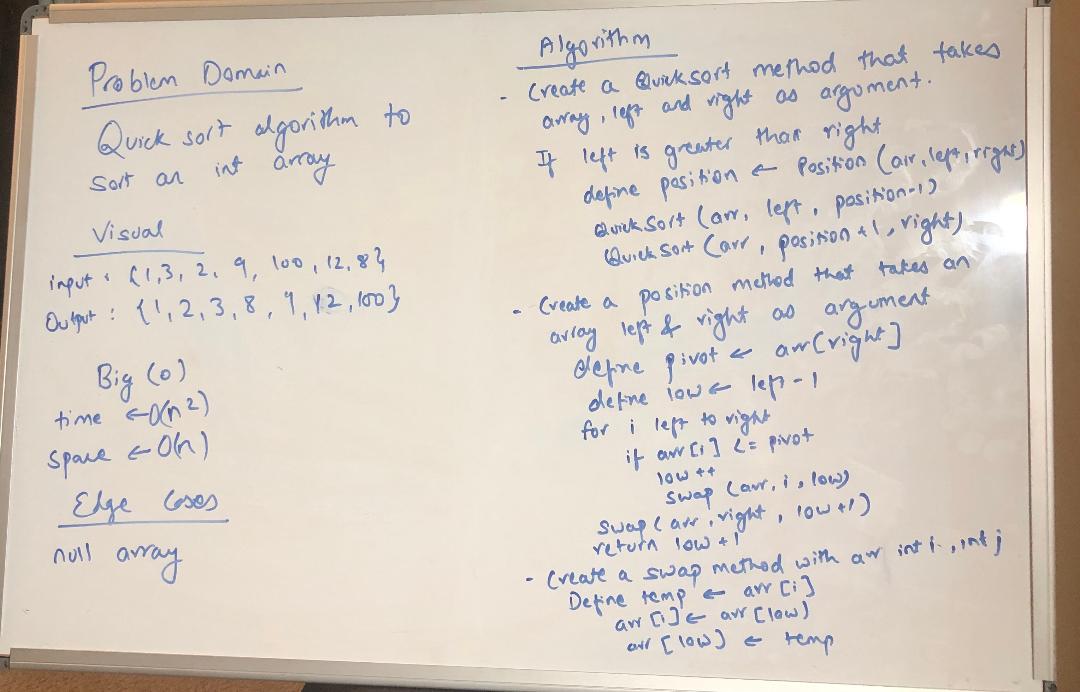 Problem Domain
Quick sort algorithm to
sort an int array
Visual
input : {1,3, 2, 9, 100, 12, 8}
Output : {1, 2, 3, 8, 9, 12, 100}
Big (o)
time ← O(n²)
space ← O(n)
Edge Cases
null array
Algorithm
- Create a Quicksort method that takes
array, left and right as argument.
If left is greater than right
define position ← Position (arr, left, right)
Quick Sort (arr, left, position-1)
Quick Sort (arr, position +1, right)
- Create a position method that takes an
array left & right as argument
define pivot ← arr[right]
define low ← left - 1
for i left to right
if arr [i] <= pivot
low ++
swap (arr, i, low)
swap (arr, right, low +1)
return low +1
- Create a swap method with arr int i, int j
Define temp ← arr [i]
arr [i] ← arr [low)
arr [low] ← temp